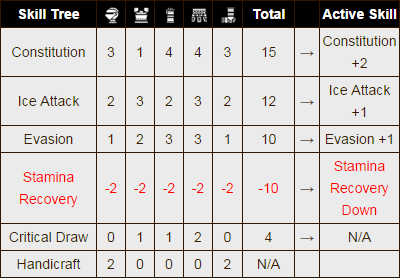 Skill Tree Total Active Skill
Constitution 3 1 4 4 3 15 → Constitution +2
Ice Attack 2 3 2 3 2 12 → Ice Attack +1
Evasion 1 2 3 3 1 10 → Evasion +1
Stamina Recovery -2 -2 -2 -2 -2 -10 → Stamina Recovery Down
Critical Draw 0 1 1 2 0 4 → N/A
Handicraft 2 0 0 0 2 N/A